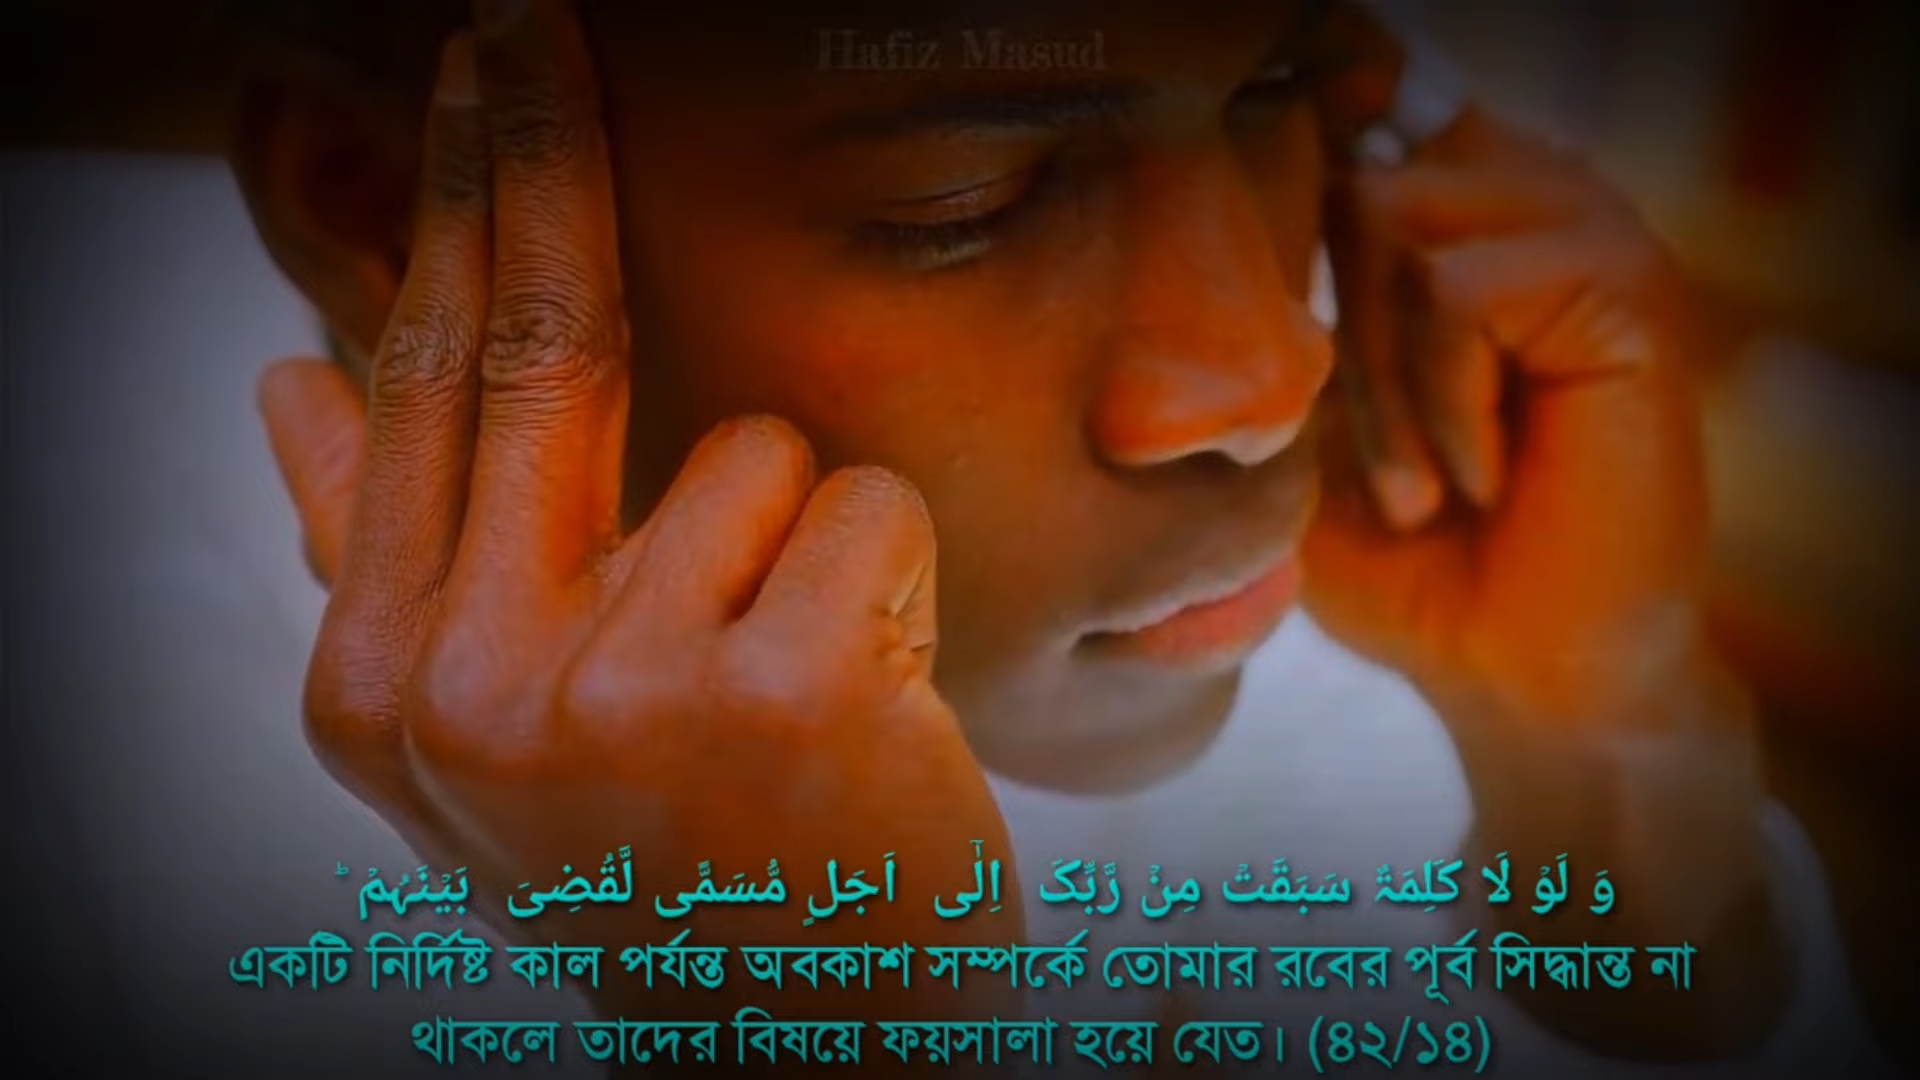 Hafiz Masud
وَ لَوۡ لَا کَلِمَۃٌ سَبَقَتۡ مِنۡ رَّبِّکَ اِلٰۤی اَجَلٍ مُّسَمًّی لَّقُضِیَ بَیۡنَہُمۡ ؕ
একটি নির্দিষ্ট কাল পর্যন্ত অবকাশ সম্পর্কে তোমার রবের পূর্ব সিদ্ধান্ত না
থাকলে তাদের বিষয়ে ফয়সালা হয়ে যেত। (৪২/১৪)